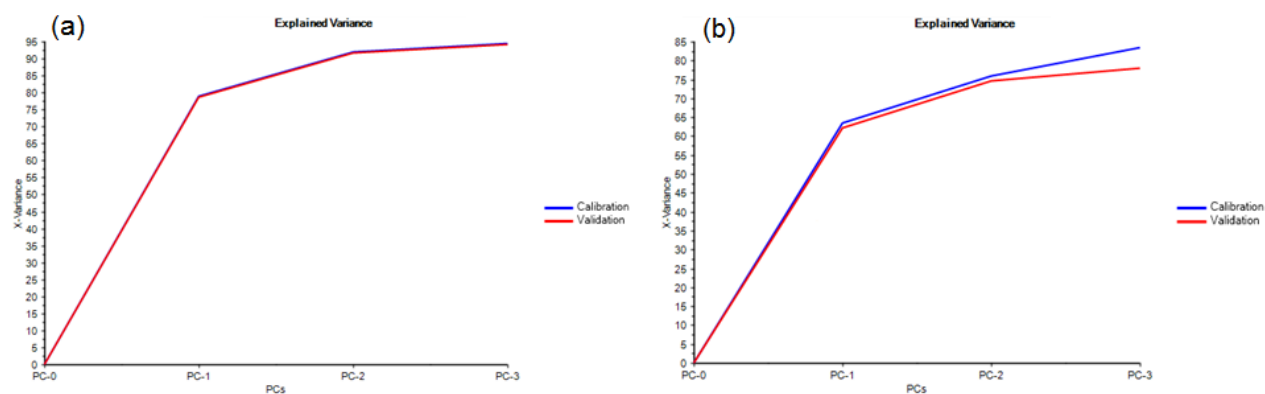 (a)
Explained Variance
95
90
85
80
75
70
65
60
55
50
45
40
35
30
25
20
15
10
5
0
X-Variance
PC-0
PC-1
PC-2
PC-3
PCs
Calibration
Validation
(b)
Explained Variance
85
80
75
70
65
60
55
50
45
40
35
30
25
20
15
10
5
0
X-Variance
PC-0
PC-1
PC-2
PC-3
PCs
Calibration
Validation